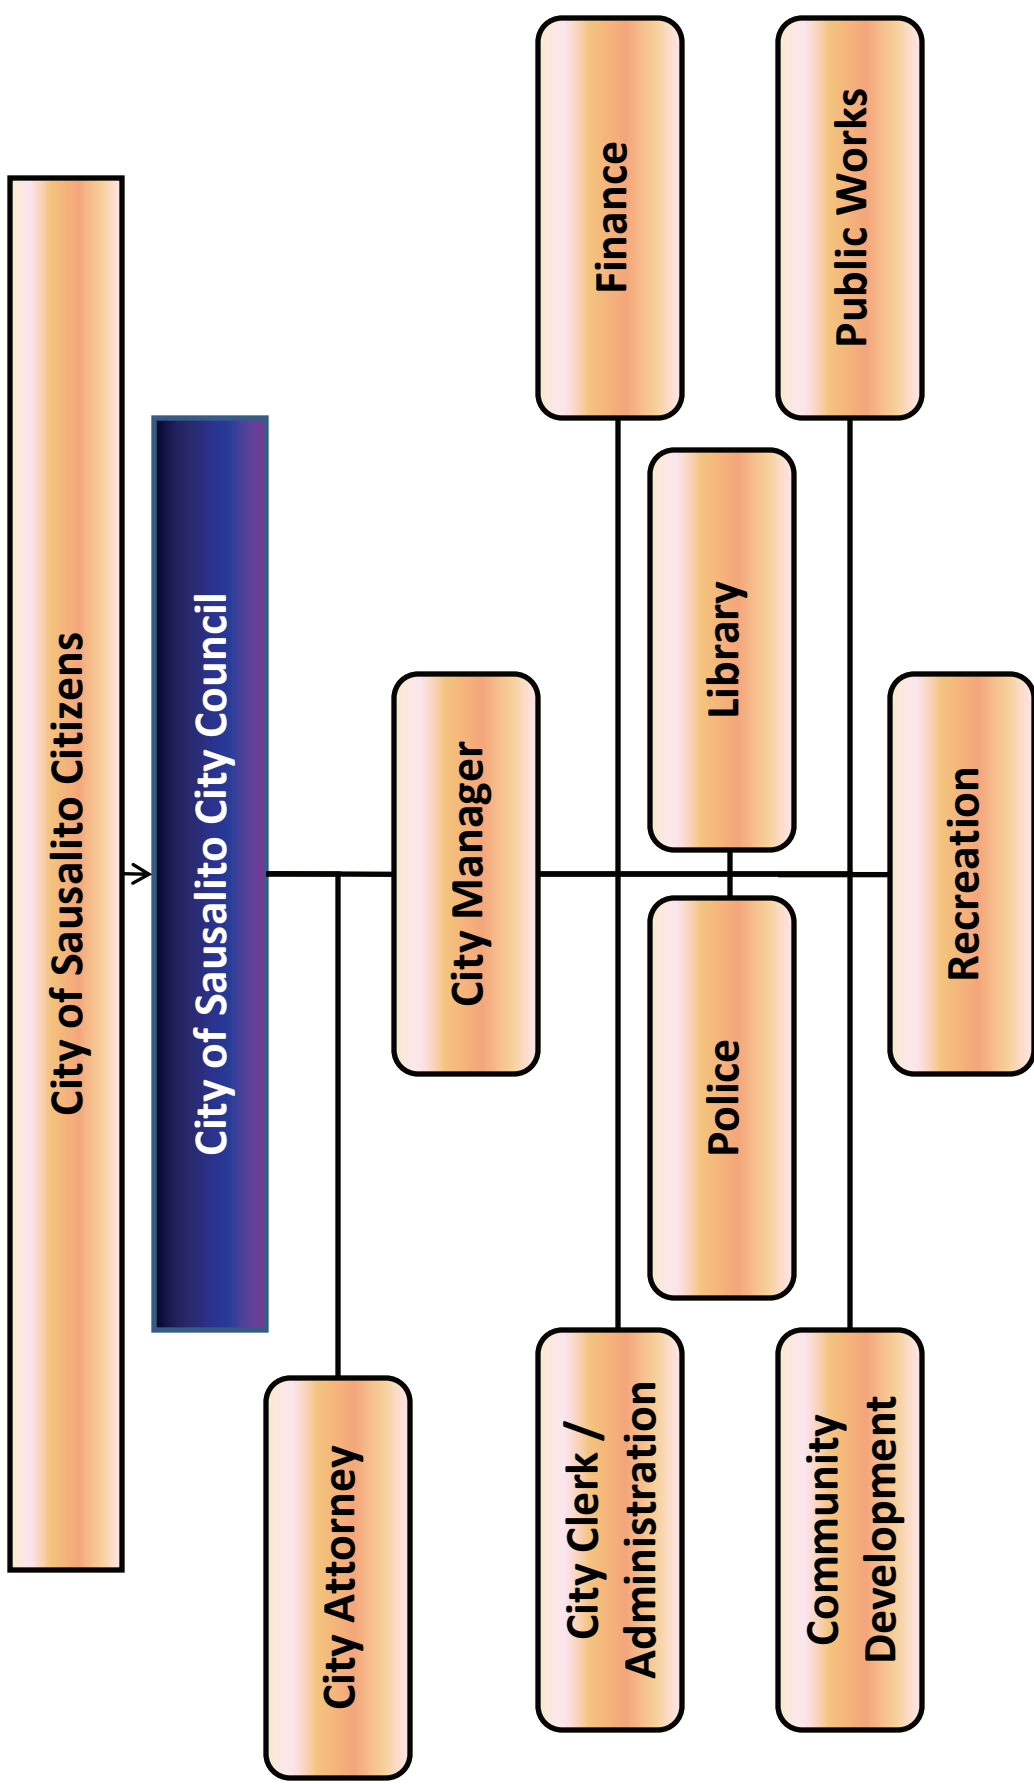 City of Sausalito Citizens
City of Sausalito City Council
City Attorney
City Manager
City Clerk /
Administration
Finance
Police
Library
Community
Development
Public Works
Recreation